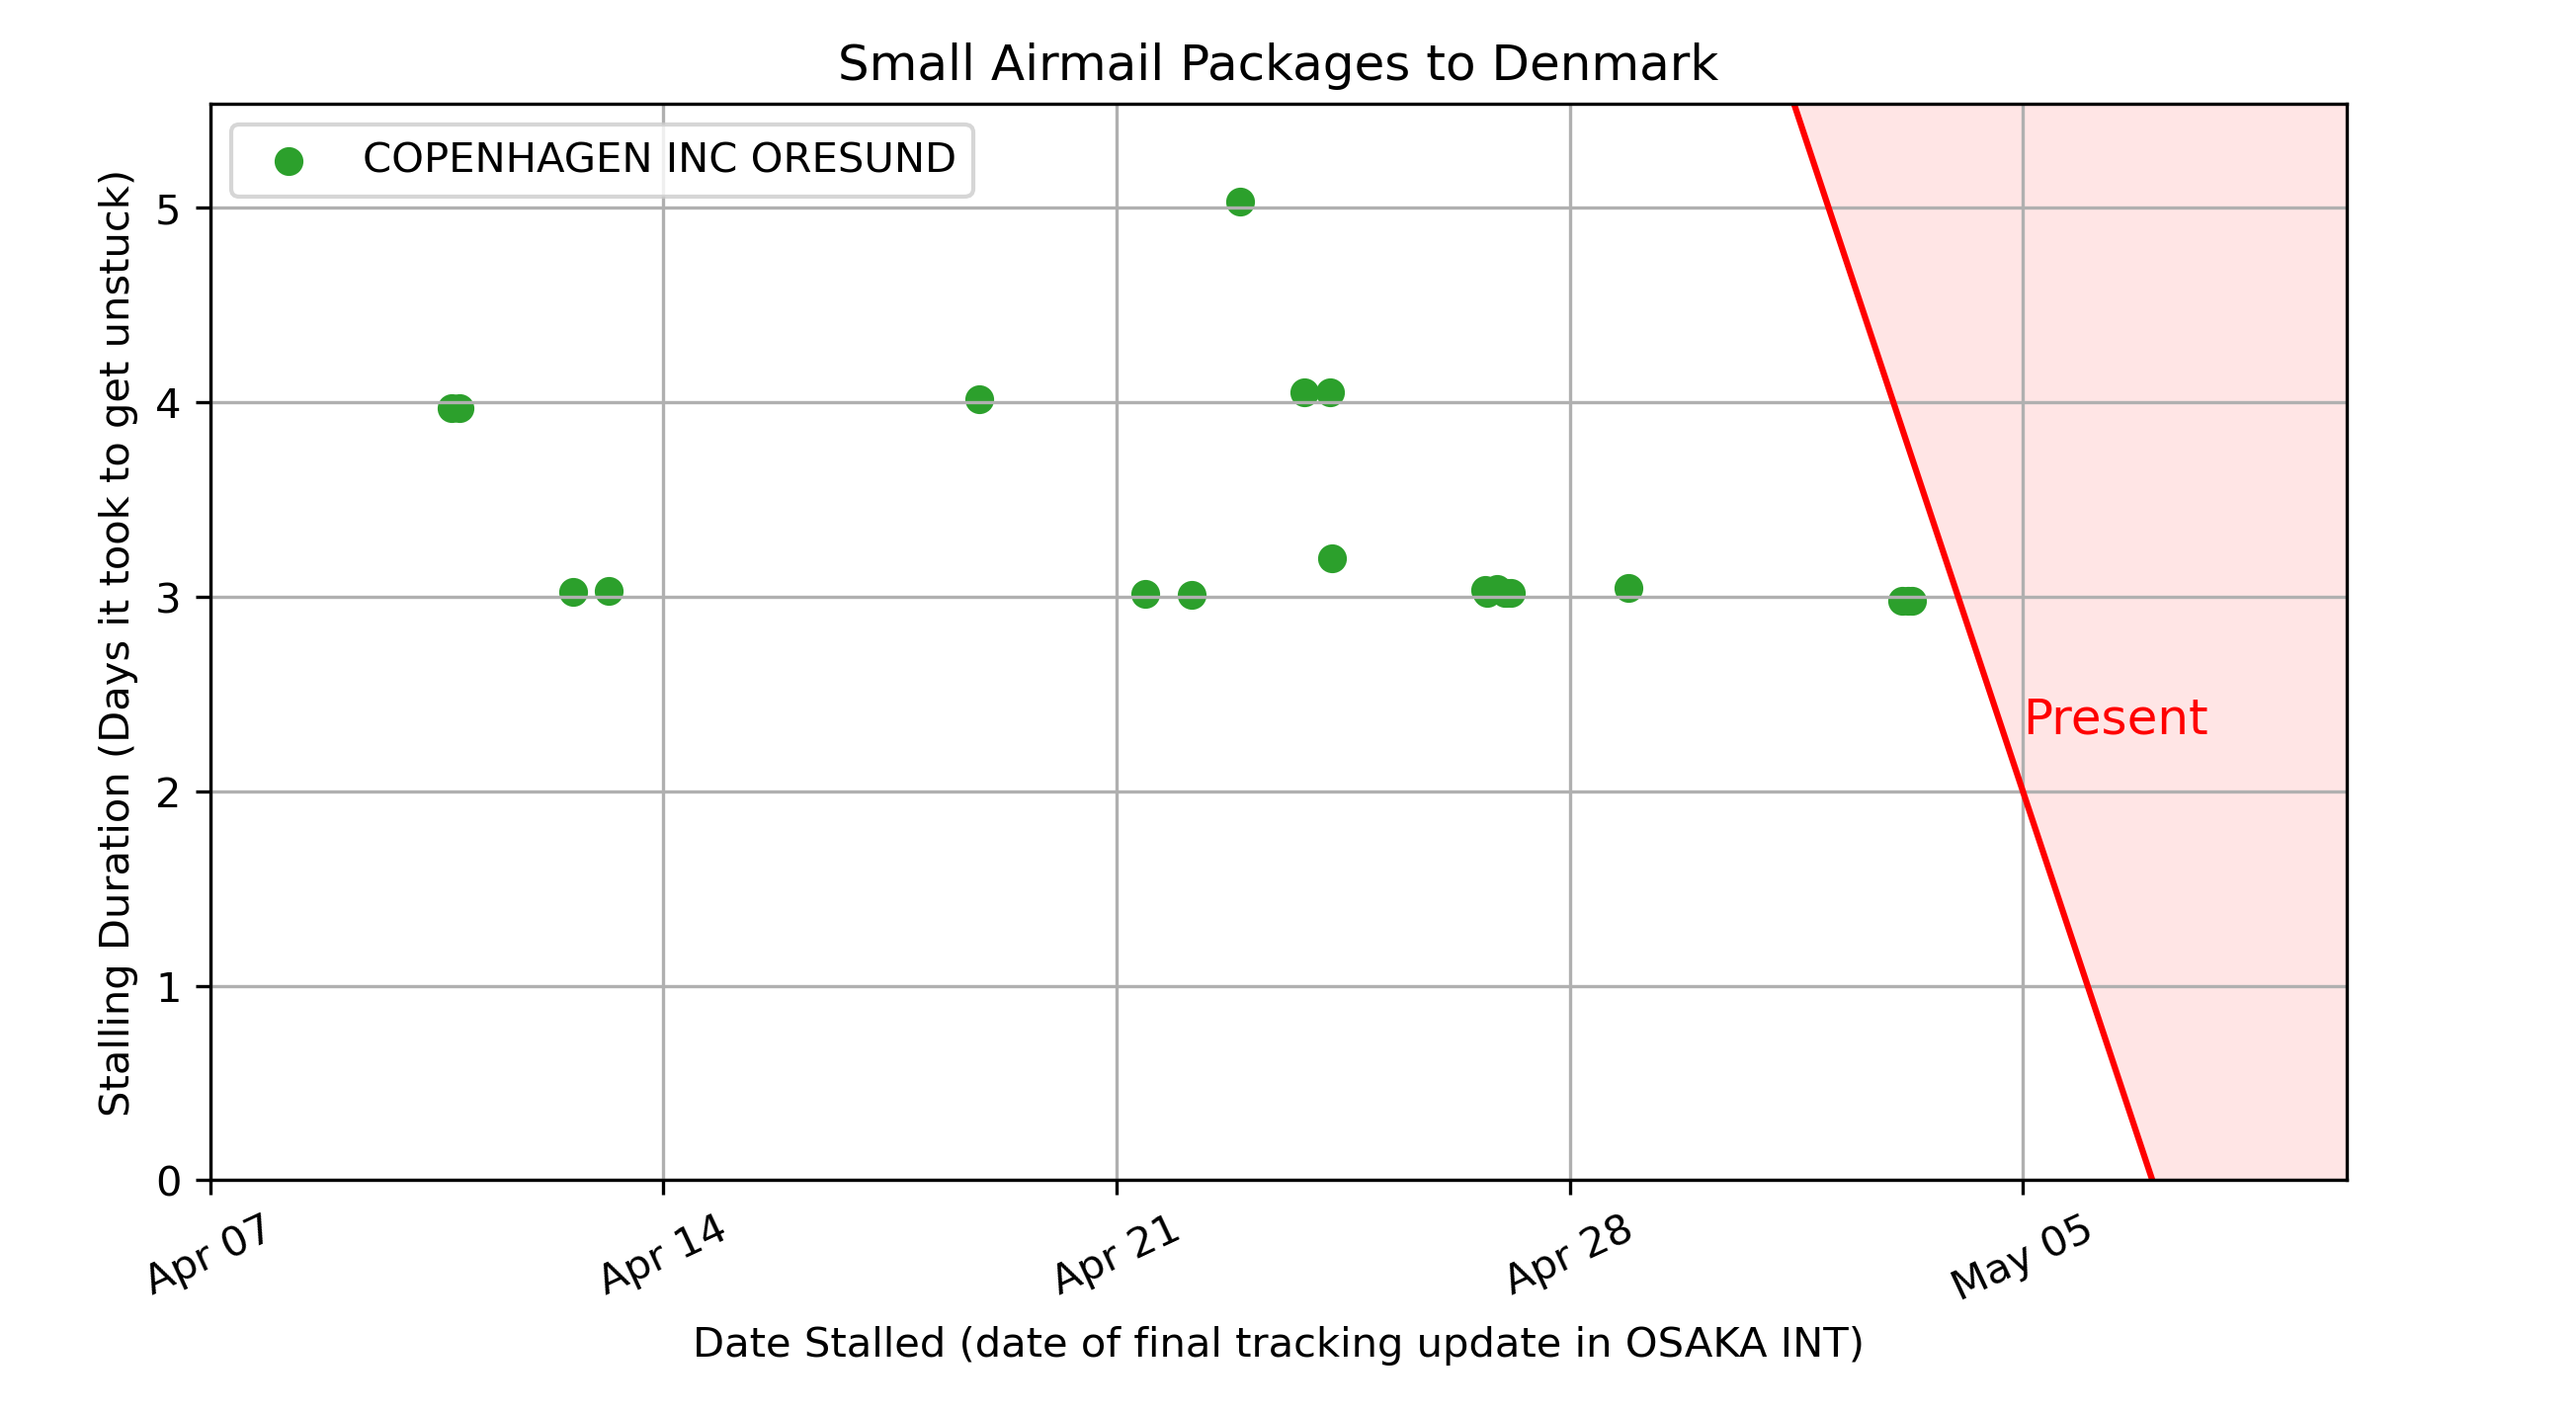 Small Airmail Packages to Denmark
COPENHAGEN INC ORESUND
Stalling Duration (Days it took to get unstuck)
5
4
3
2
1
0
Present
Apr 07
Apr 14
Apr 21
Apr 28
May 05
Date Stalled (date of final tracking update in OSAKA INT)